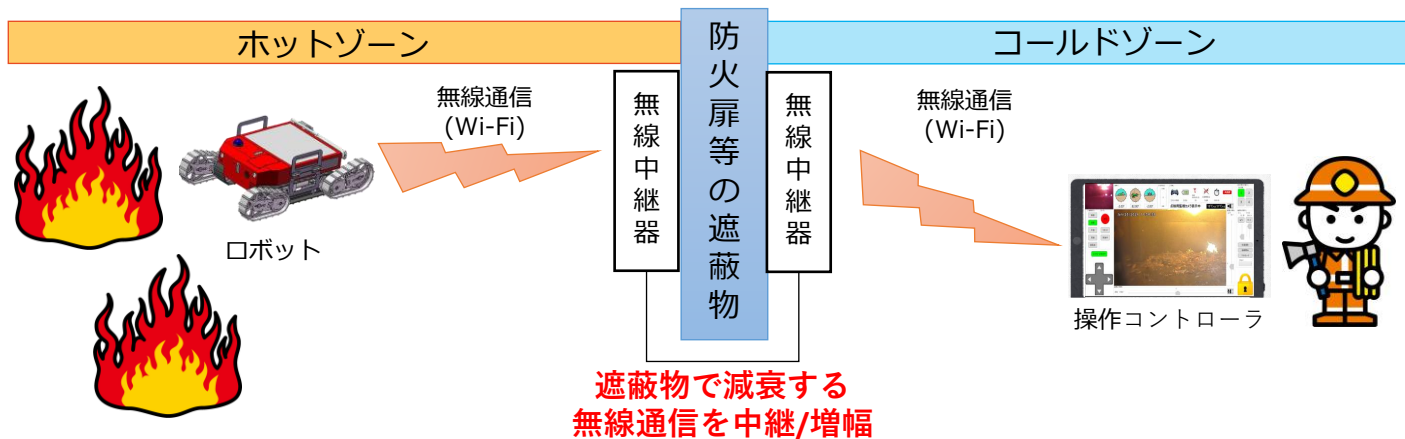 ホットゾーン
防火扉等の遮蔽物
コールドゾーン
無線通信
(Wi-Fi)
無線中継器
無線中継器
無線通信
(Wi-Fi)
ロボット
操作コントローラ
遮蔽物で減衰する
無線通信を中継/増幅